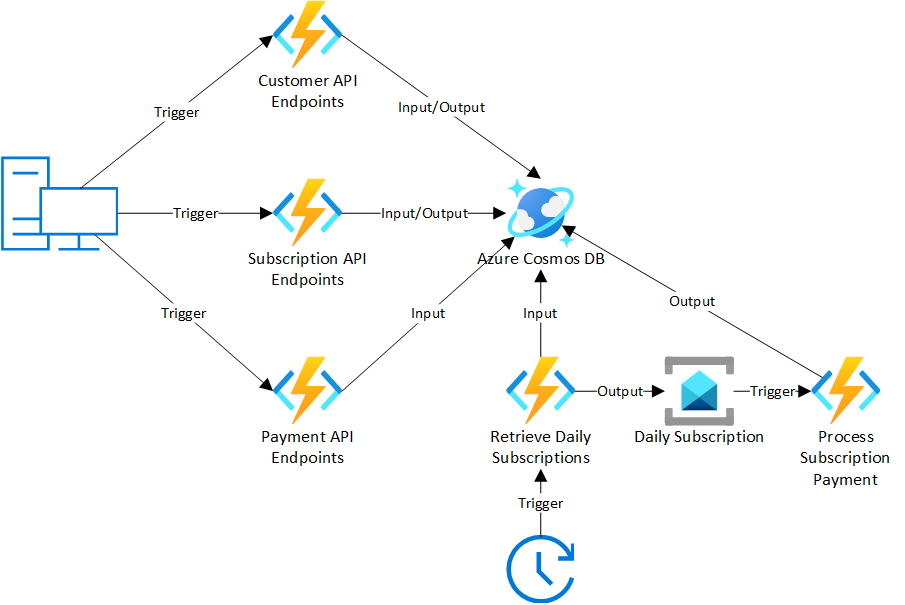 Customer API
Endpoints
Trigger
Input/Output
Trigger
Input/Output
Subscription API
Endpoints
Azure Cosmos DB
Trigger
Input
Input
Output
Output
Trigger
Payment API
Endpoints
Retrieve Daily
Subscriptions
Daily Subscription
Process
Subscription
Payment
Trigger